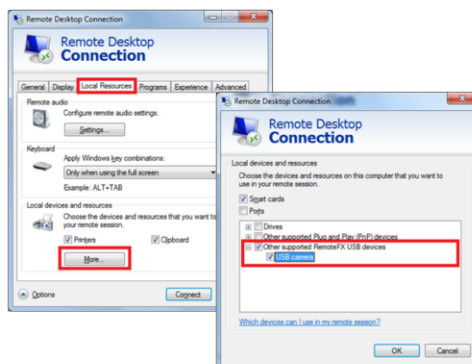 Remote Desktop Connection
Remote Desktop
Connection
General Display Local Resources Programs Experience Advanced
Remote audio
Configure remote audio settings.
Settings...
Keyboard
Apply Windows key combinations:
Only when using the full screen
Example: ALT+TAB
Local devices and resources
Choose the devices and resources that you want to
use in your remote session.
Printers Clipboard
More...
Options Connect
Remote Desktop Connection
Remote Desktop
Connection
Local devices and resources
Choose the devices and resources on this computer that you want to
use in your remote session.
Smart cards
Ports
Drives
Other supported Plug and Play (PnP) devices
Other supported RemoteFX USB devices
USB camera
Which devices can I use in my remote session?
OK Cancel